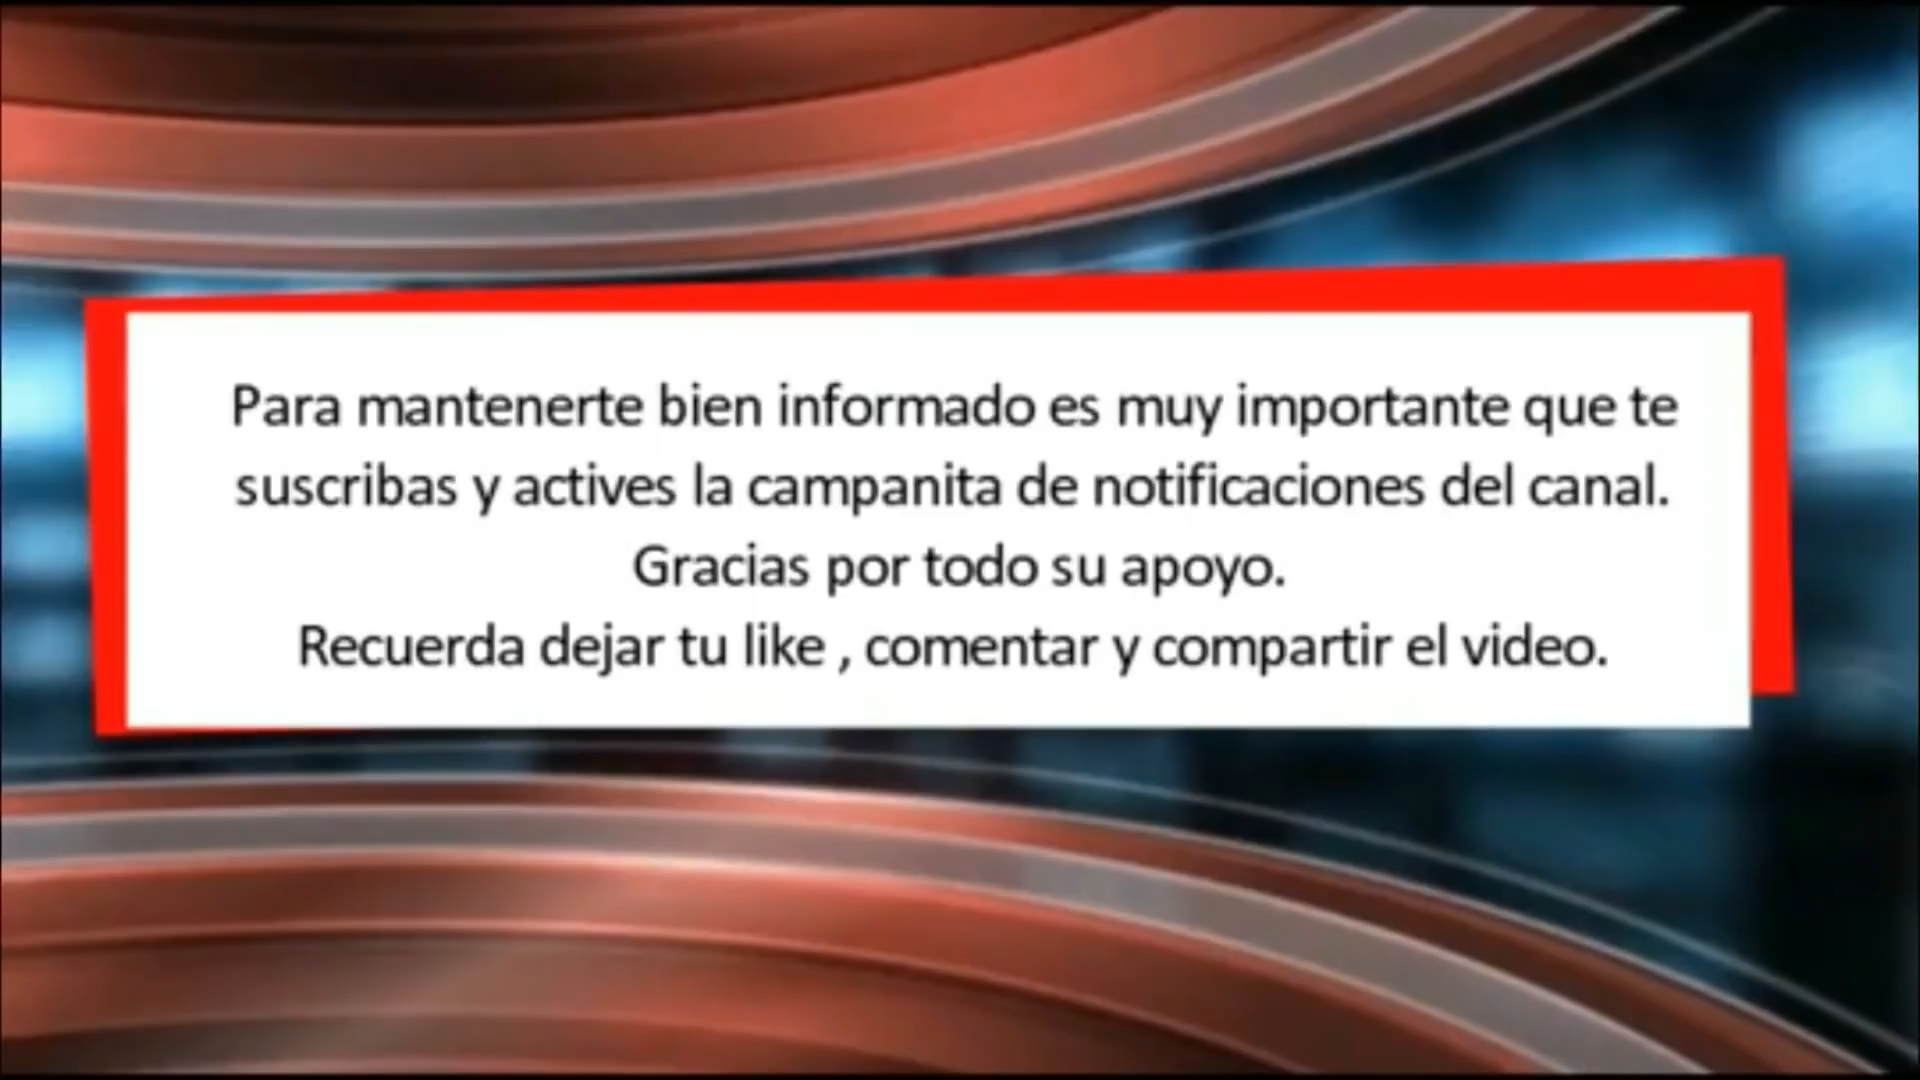 Para mantenerte bien informado es muy importante que te
suscribas y actives la campanita de notificaciones del canal.
Gracias por todo su apoyo.
Recuerda dejar tu like , comentar y compartir el video.